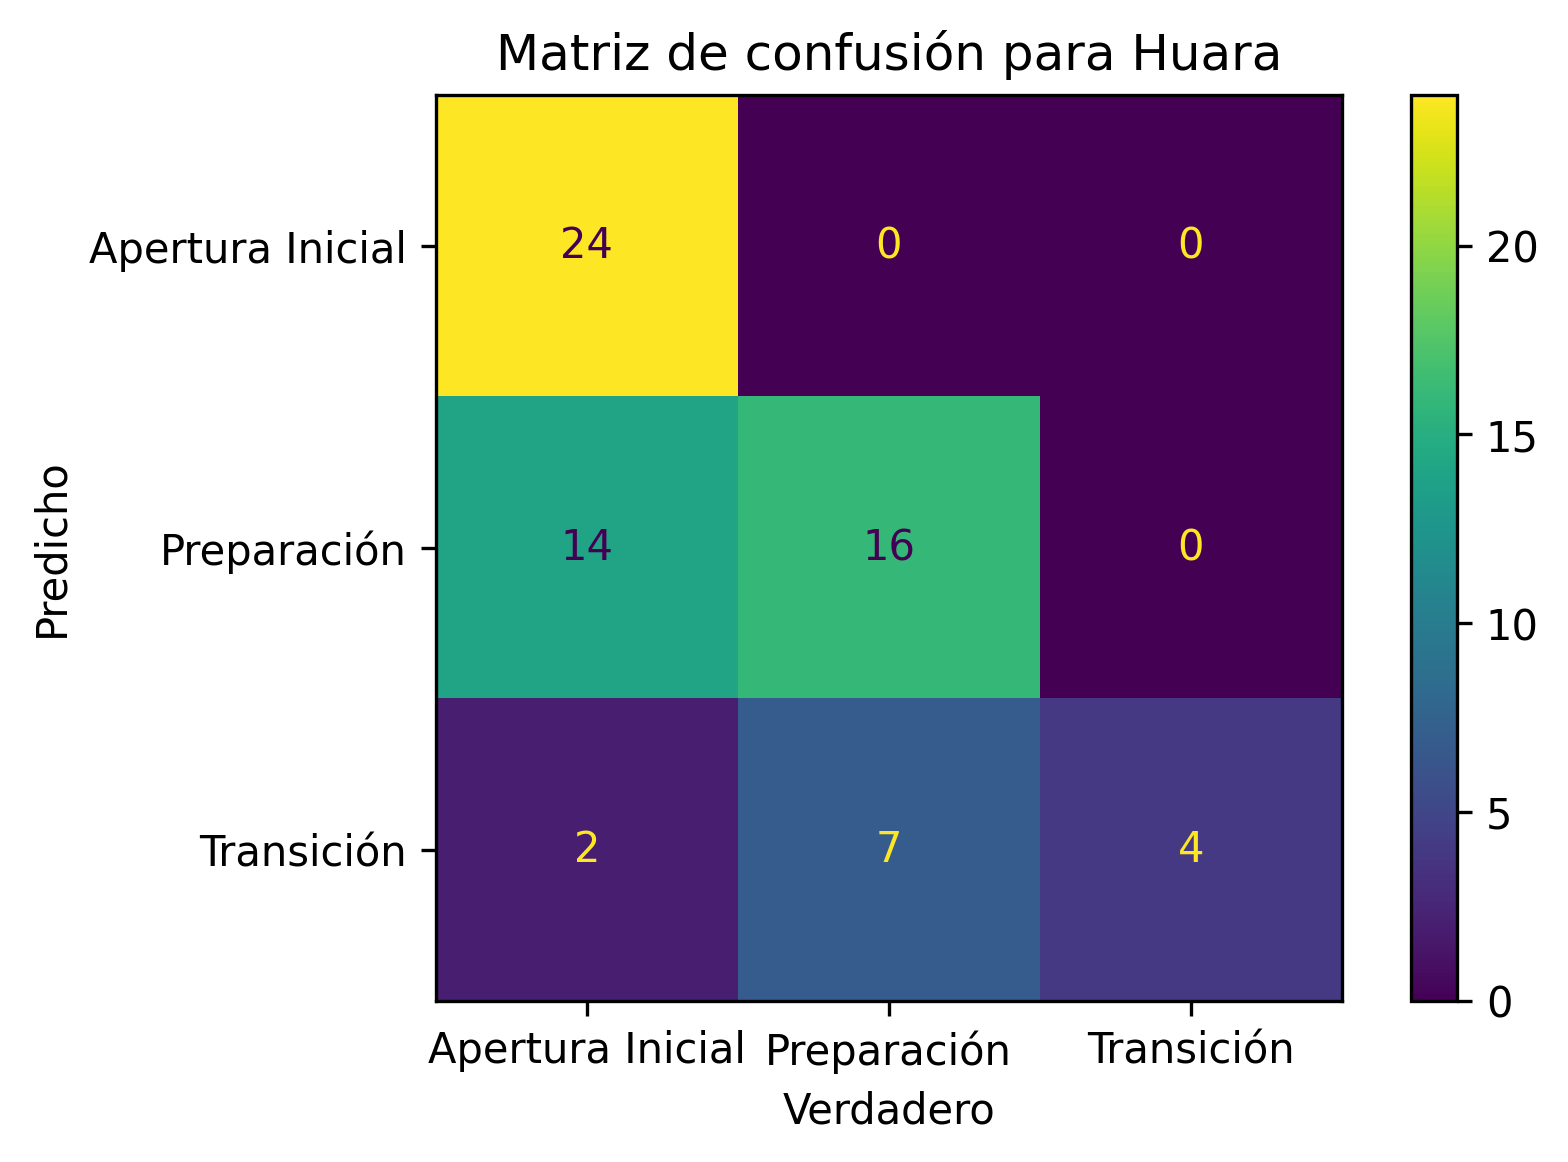 Matriz de confusión para Huara
Apertura Inicial
24
0
0
20
15
Predicho
Preparación
14
16
0
10
5
Transición
2
7
4
0
Apertura Inicial
Preparación
Transición
Verdadero